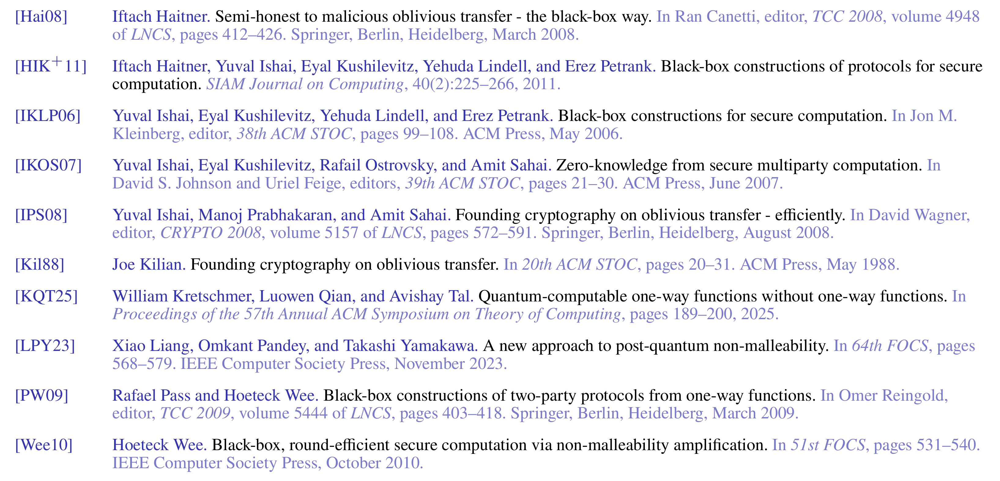 [Hai08] Iftach Haitner. Semi-honest to malicious oblivious transfer - the black-box way. In Ran Canetti, editor, TCC 2008, volume 4948
of LNCS, pages 412–426. Springer, Berlin, Heidelberg, March 2008.
[HIK+11] Iftach Haitner, Yuval Ishai, Eyal Kushilevitz, Yehuda Lindell, and Erez Petrank. Black-box constructions of protocols for secure
computation. SIAM Journal on Computing, 40(2):225–266, 2011.
[IKLP06] Yuval Ishai, Eyal Kushilevitz, Yehuda Lindell, and Erez Petrank. Black-box constructions for secure computation. In Jon M.
Kleinberg, editor, 38th ACM STOC, pages 99–108. ACM Press, May 2006.
[IKOS07] Yuval Ishai, Eyal Kushilevitz, Rafail Ostrovsky, and Amit Sahai. Zero-knowledge from secure multiparty computation. In
David S. Johnson and Uriel Feige, editors, 39th ACM STOC, pages 21–30. ACM Press, June 2007.
[IPS08] Yuval Ishai, Manoj Prabhakaran, and Amit Sahai. Founding cryptography on oblivious transfer - efficiently. In David Wagner,
editor, CRYPTO 2008, volume 5157 of LNCS, pages 572–591. Springer, Berlin, Heidelberg, August 2008.
[Kil88] Joe Kilian. Founding cryptography on oblivious transfer. In 20th ACM STOC, pages 20–31. ACM Press, May 1988.
[KQT25] William Kretschmer, Luowen Qian, and Avishay Tal. Quantum-computable one-way functions without one-way functions. In
Proceedings of the 57th Annual ACM Symposium on Theory of Computing, pages 189–200, 2025.
[LPY23] Xiao Liang, Omkant Pandey, and Takashi Yamakawa. A new approach to post-quantum non-malleability. In 64th FOCS, pages
568–579. IEEE Computer Society Press, November 2023.
[PW09] Rafael Pass and Hoeteck Wee. Black-box constructions of two-party protocols from one-way functions. In Omer Reingold,
editor, TCC 2009, volume 5444 of LNCS, pages 403–418. Springer, Berlin, Heidelberg, March 2009.
[Wee10] Hoeteck Wee. Black-box, round-efficient secure computation via non-malleability amplification. In 51st FOCS, pages 531–540.
IEEE Computer Society Press, October 2010.